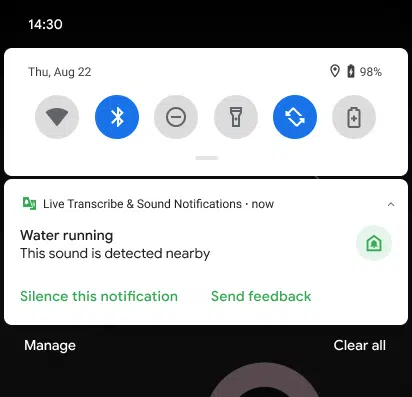 14:30
Thu, Aug 22 98%
Live Transcribe & Sound Notifications · now
Water running
This sound is detected nearby
Silence this notification Send feedback
Manage Clear all